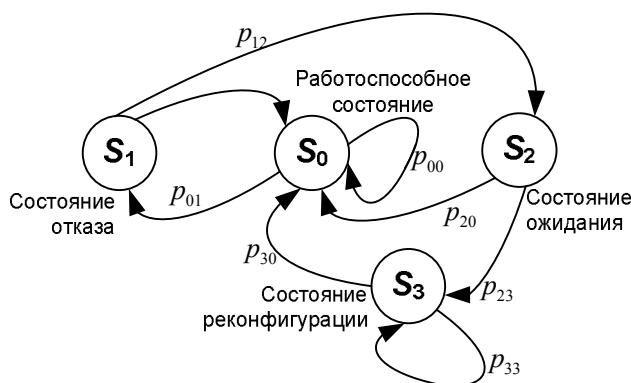 p12
Работоспособное
состояние
S1
S0
S2
p00
Состояние
отказа
p01
p20
Состояние
ожидания
p30
Состояние
реконфигурации
S3
p23
p33